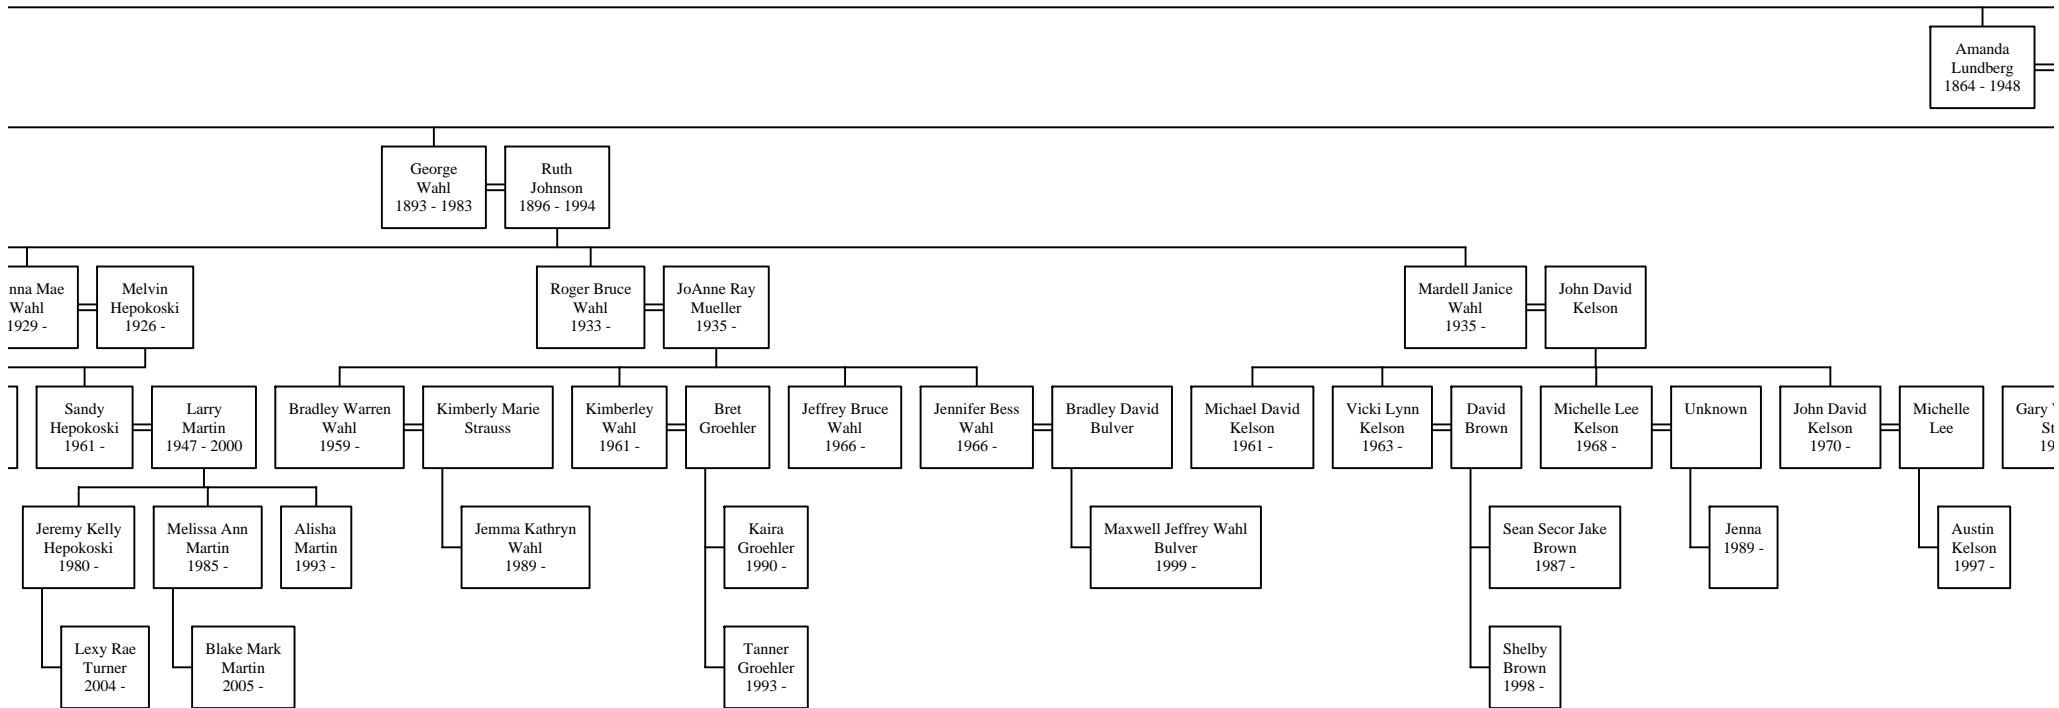 Amanda
Lundberg
1864 - 1948
George
Wahl
1893 - 1983
Ruth
Johnson
1896 - 1994
nna Mae
Wahl
1929 -
Melvin
Hepokoski
1926 -
Roger Bruce
Wahl
1933 -
JoAnne Ray
Mueller
1935 -
Mardell Janice
Wahl
1935 -
John David
Kelson
Sandy
Hepokoski
1961 -
Larry
Martin
1947 - 2000
Bradley Warren
Wahl
1959 -
Kimberly Marie
Strauss
Kimberley
Wahl
1961 -
Bret
Groehler
Jeffrey Bruce
Wahl
1966 -
Jennifer Bess
Wahl
1966 -
Bradley David
Bulver
Michael David
Kelson
1961 -
Vicki Lynn
Kelson
1963 -
David
Brown
Michelle Lee
Kelson
1968 -
Unknown
John David
Kelson
1970 -
Michelle
Lee
Gary
St
19
Jeremy Kelly
Hepokoski
1980 -
Melissa Ann
Martin
1985 -
Alisha
Martin
1993 -
Jemma Kathryn
Wahl
1989 -
Kaira
Groehler
1990 -
Maxwell Jeffrey Wahl
Bulver
1999 -
Sean Secor Jake
Brown
1987 -
Jenna
1989 -
Austin
Kelson
1997 -
Lexy Rae
Turner
2004 -
Blake Mark
Martin
2005 -
Tanner
Groehler
1993 -
Shelby
Brown
1998 -